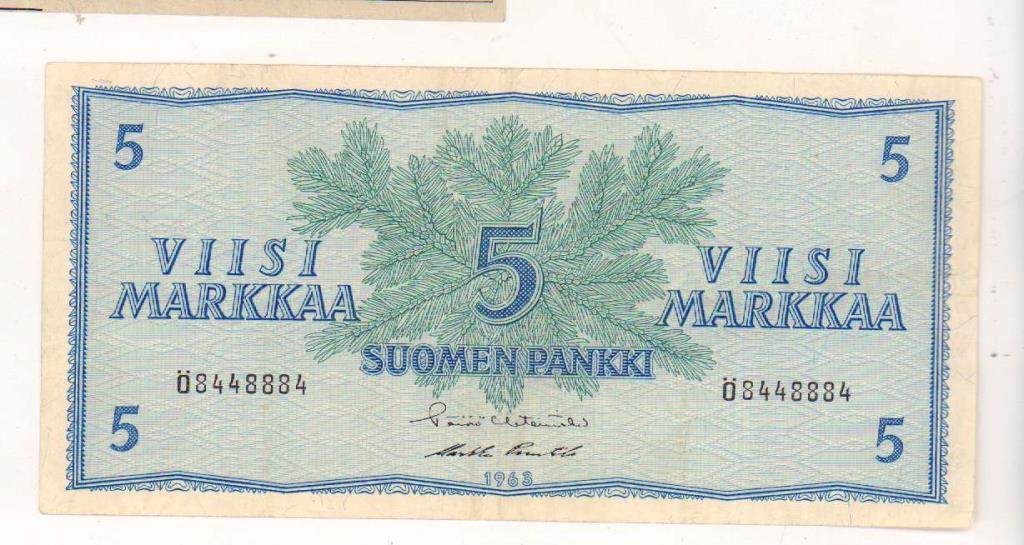 5 5
VIISI
MARKKAA
5
VIISI
MARKKAA
SUOMEN PANKKI
Ö8448884 Ö8448884
5 5
1963